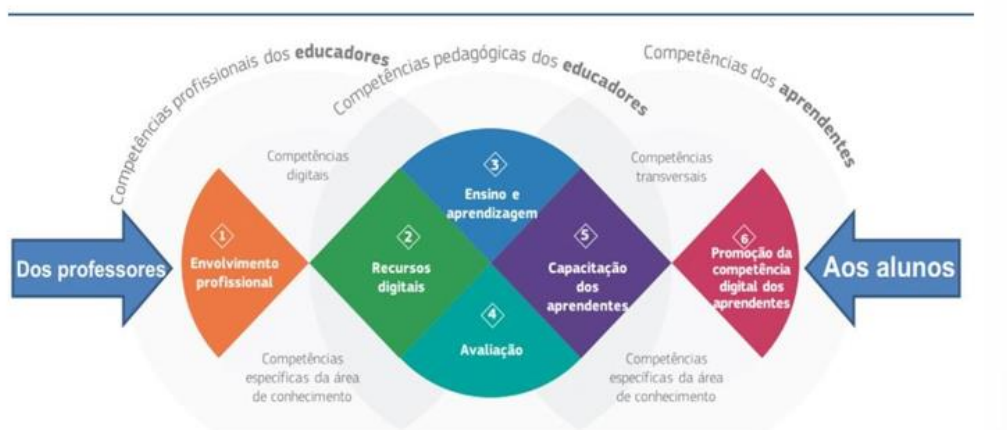 Competências profissionais dos educadores
Competências pedagógicas dos educadores
Competências dos aprendentes
Competências
digitais
Competências
transversais
Dos professores
1
Envolvimento
profissional
2
Recursos
digitais
3
Ensino e
aprendizagem
4
Avaliação
5
Capacitação
dos
aprendentes
6
Promoção da
competência
digital dos
aprendentes
Aos alunos
Competências
específicas da área
de conhecimento
Competências
específicas da área
de conhecimento